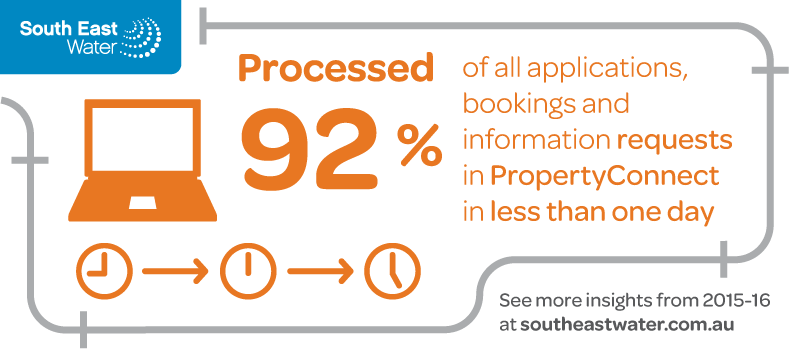 South East
Water
Processed
92 %
of all applications,
bookings and
information requests
in PropertyConnect
in less than one day
See more insights from 2015-16
at southeastwater.com.au